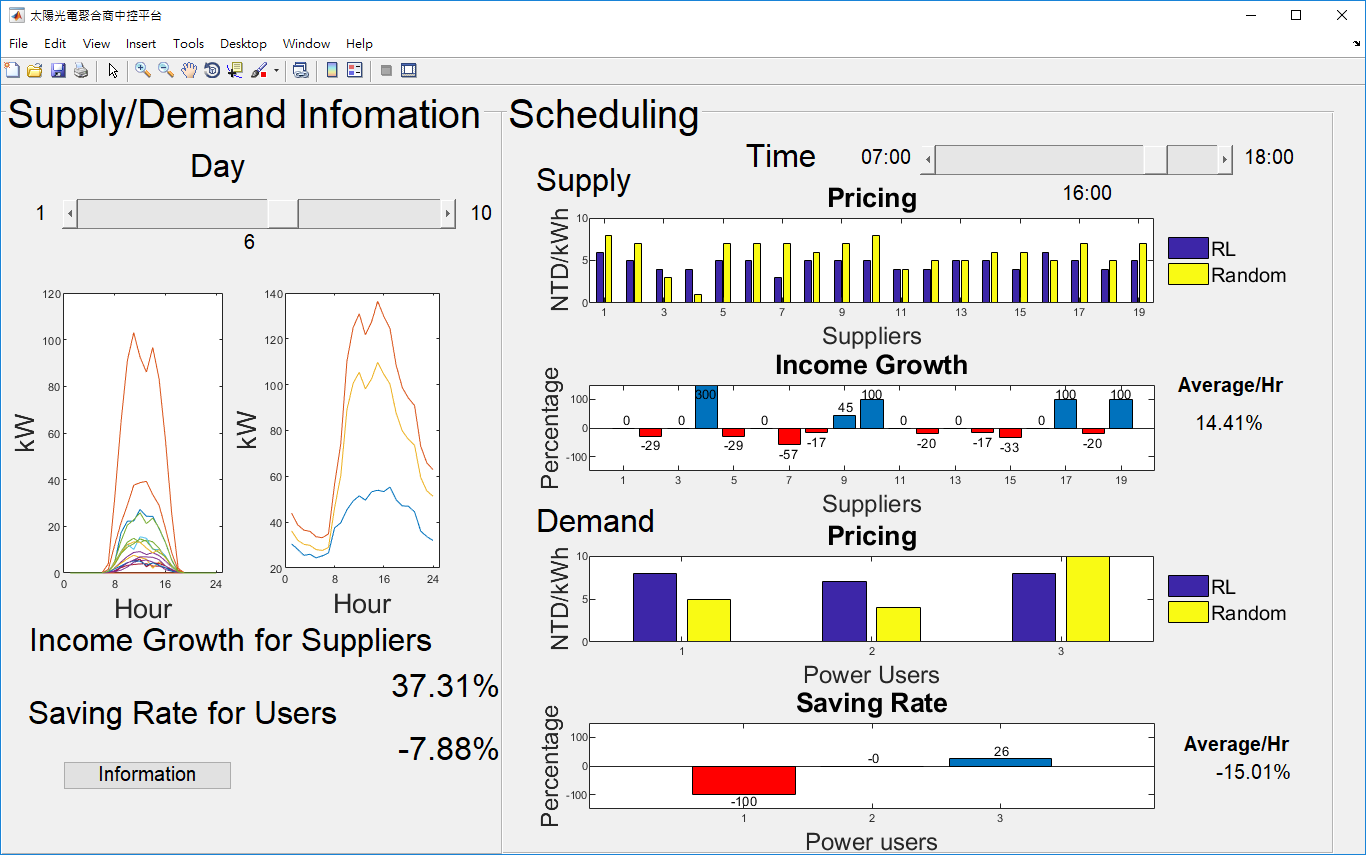 太陽光電聚合商中控平台
File Edit View Insert Tools Desktop Window Help
Supply/Demand Infomation
Day
1 10
6
120
100
80
60
40
20
0
0 8 16 24
kW
Hour
140
120
100
80
60
40
20
0 8 16 24
kW
Hour
Income Growth for Suppliers
37.31%
Saving Rate for Users
-7.88%
Information
Scheduling
Time 07:00 18:00
16:00
Supply
Pricing
NTD/kWh
10
5
0
1 3 5 7 9 11 13 15 17 19
Suppliers
RL
Random
Income Growth
Percentage
100
0
-100
0 -29 0 300 -29 0 -57 -17 45 100 0 -20 0 -17 -33 0 100 -20 100
1 3 5 7 9 11 13 15 17 19
Suppliers
Average/Hr
14.41%
Demand
Pricing
NTD/kWh
10
5
0
1 2 3
Power Users
RL
Random
Saving Rate
Percentage
100
0
-100
-100 -0 26
1 2 3
Power users
Average/Hr
-15.01%